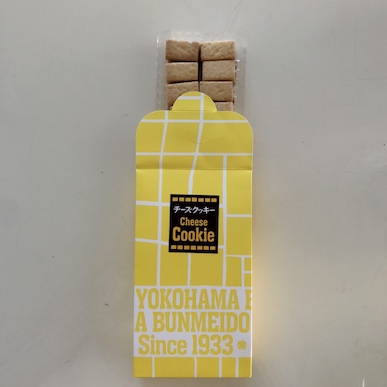 チーズ・クッキー
Cheese
Cookie
YOKOHAMA
A BUNMEIDO
Since 1933